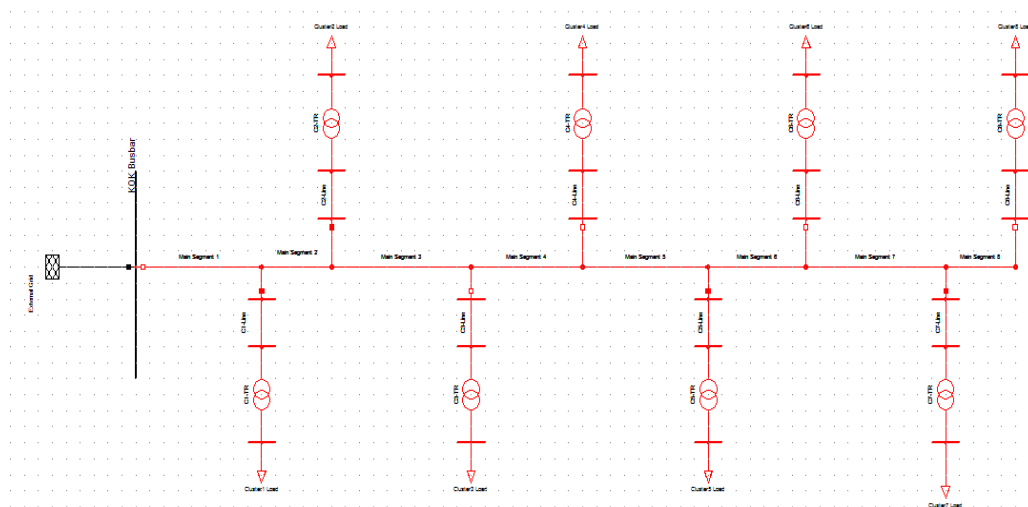 Cluster2 Load
Cluster4 Load
Cluster6 Load
Cluster8 Load
C2-TR
C4-TR
C6-TR
C8-TR
KOK Busbar
C2-Line
C4-Line
C6-Line
C8-Line
Main Segment 1
Main Segment 2
Main Segment 3
Main Segment 4
Main Segment 5
Main Segment 6
Main Segment 7
Main Segment 8
External Grid
C1-Line
C3-Line
C5-Line
C7-Line
C1-TR
C3-TR
C5-TR
C7-TR
Cluster1 Load
Cluster3 Load
Cluster5 Load
Cluster7 Load